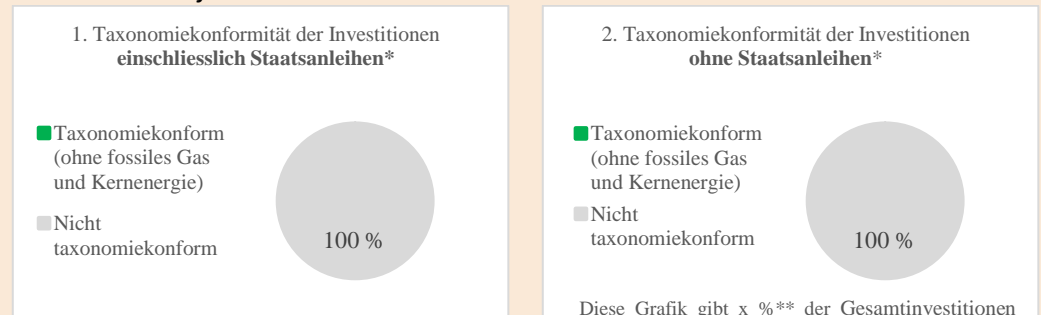 1. Taxonomiekonformität der Investitionen
einschliesslich Staatsanleihen*
Taxonomiekonform
(ohne fossiles Gas
und Kernenergie)
Nicht
taxonomiekonform
100 %
2. Taxonomiekonformität der Investitionen
ohne Staatsanleihen*
Taxonomiekonform
(ohne fossiles Gas
und Kernenergie)
Nicht
taxonomiekonform
100 %
Diese Grafik gibt x %** der Gesamtinvestitionen